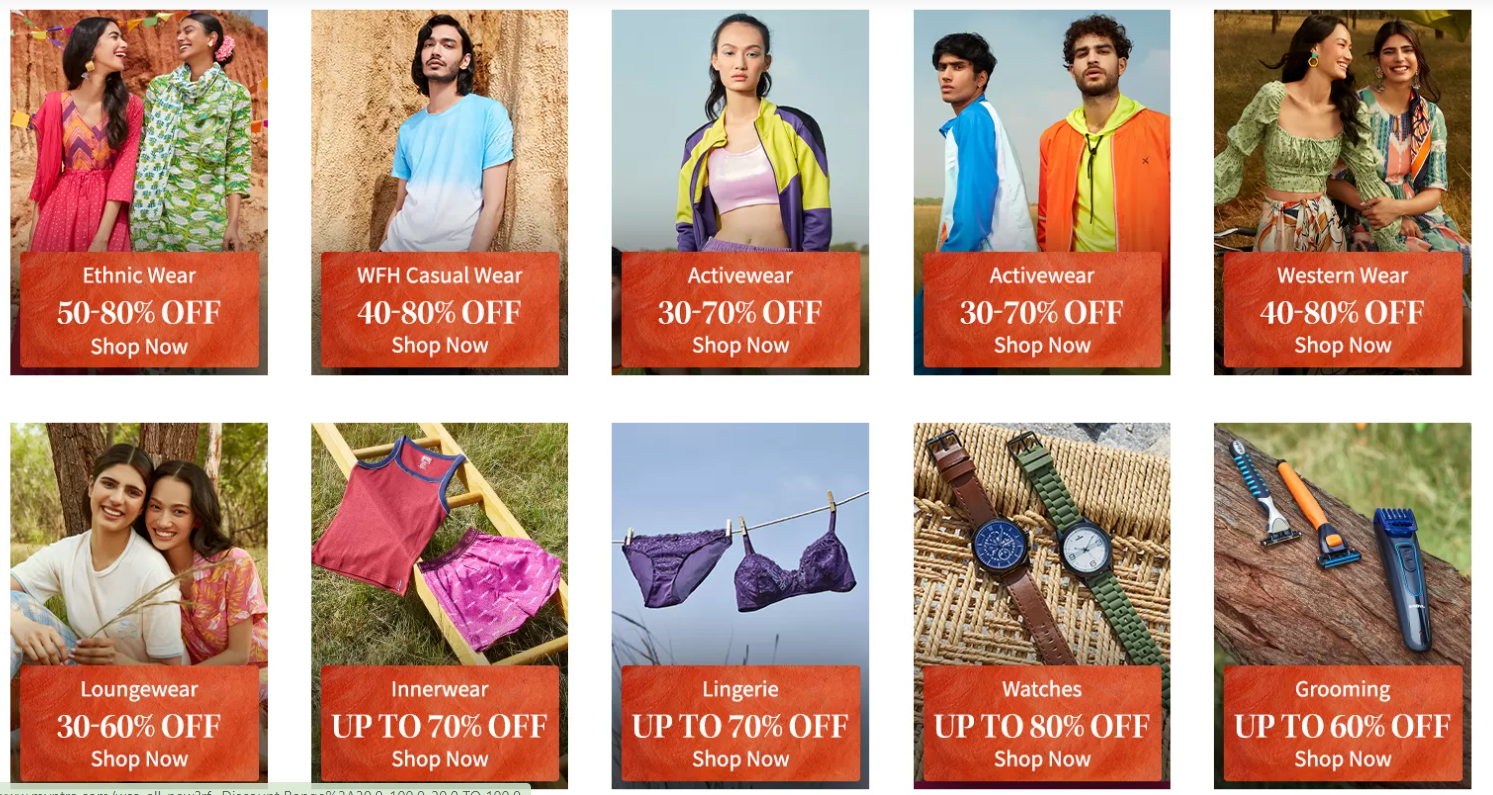 Ethnic Wear
50-80% OFF
Shop Now
WFH Casual Wear
40-80% OFF
Shop Now
Activewear
30-70% OFF
Shop Now
Activewear
30-70% OFF
Shop Now
Western Wear
40-80% OFF
Shop Now
Loungewear
30-60% OFF
Shop Now
Innerwear
UP TO 70% OFF
Shop Now
Lingerie
UP TO 70% OFF
Shop Now
Watches
UP TO 80% OFF
Shop Now
Grooming
UP TO 60% OFF
Shop Now